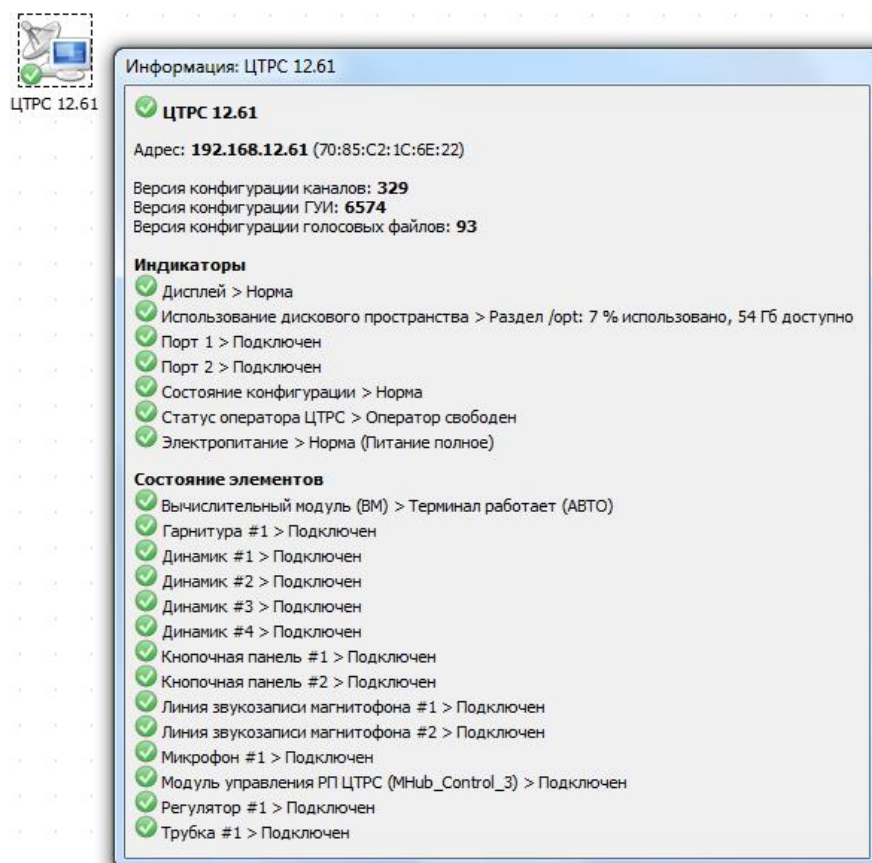 ЦТРС 12.61
Информация: ЦТРС 12.61
ЦТРС 12.61
Адрес: 192.168.12.61 (70:85:C2:1C:6E:22)
Версия конфигурации каналов: 329
Версия конфигурации ГУИ: 6574
Версия конфигурации голосовых файлов: 93
Индикаторы
Дисплей > Норма
Использование дискового пространства > Раздел /opt: 7 % использовано, 54 Гб доступно
Порт 1 > Подключен
Порт 2 > Подключен
Состояние конфигурации > Норма
Статус оператора ЦТРС > Оператор свободен
Электропитание > Норма (Питание полное)
Состояние элементов
Вычислительный модуль (ВМ) > Терминал работает (АВТО)
Гарнитура #1 > Подключен
Динамик #1 > Подключен
Динамик #2 > Подключен
Динамик #3 > Подключен
Динамик #4 > Подключен
Кнопочная панель #1 > Подключен
Кнопочная панель #2 > Подключен
Линия звукозаписи магнитофона #1 > Подключен
Линия звукозаписи магнитофона #2 > Подключен
Микрофон #1 > Подключен
Модуль управления РП ЦТРС (MHub_Control_3) > Подключен
Регулятор #1 > Подключен
Трубка #1 > Подключен